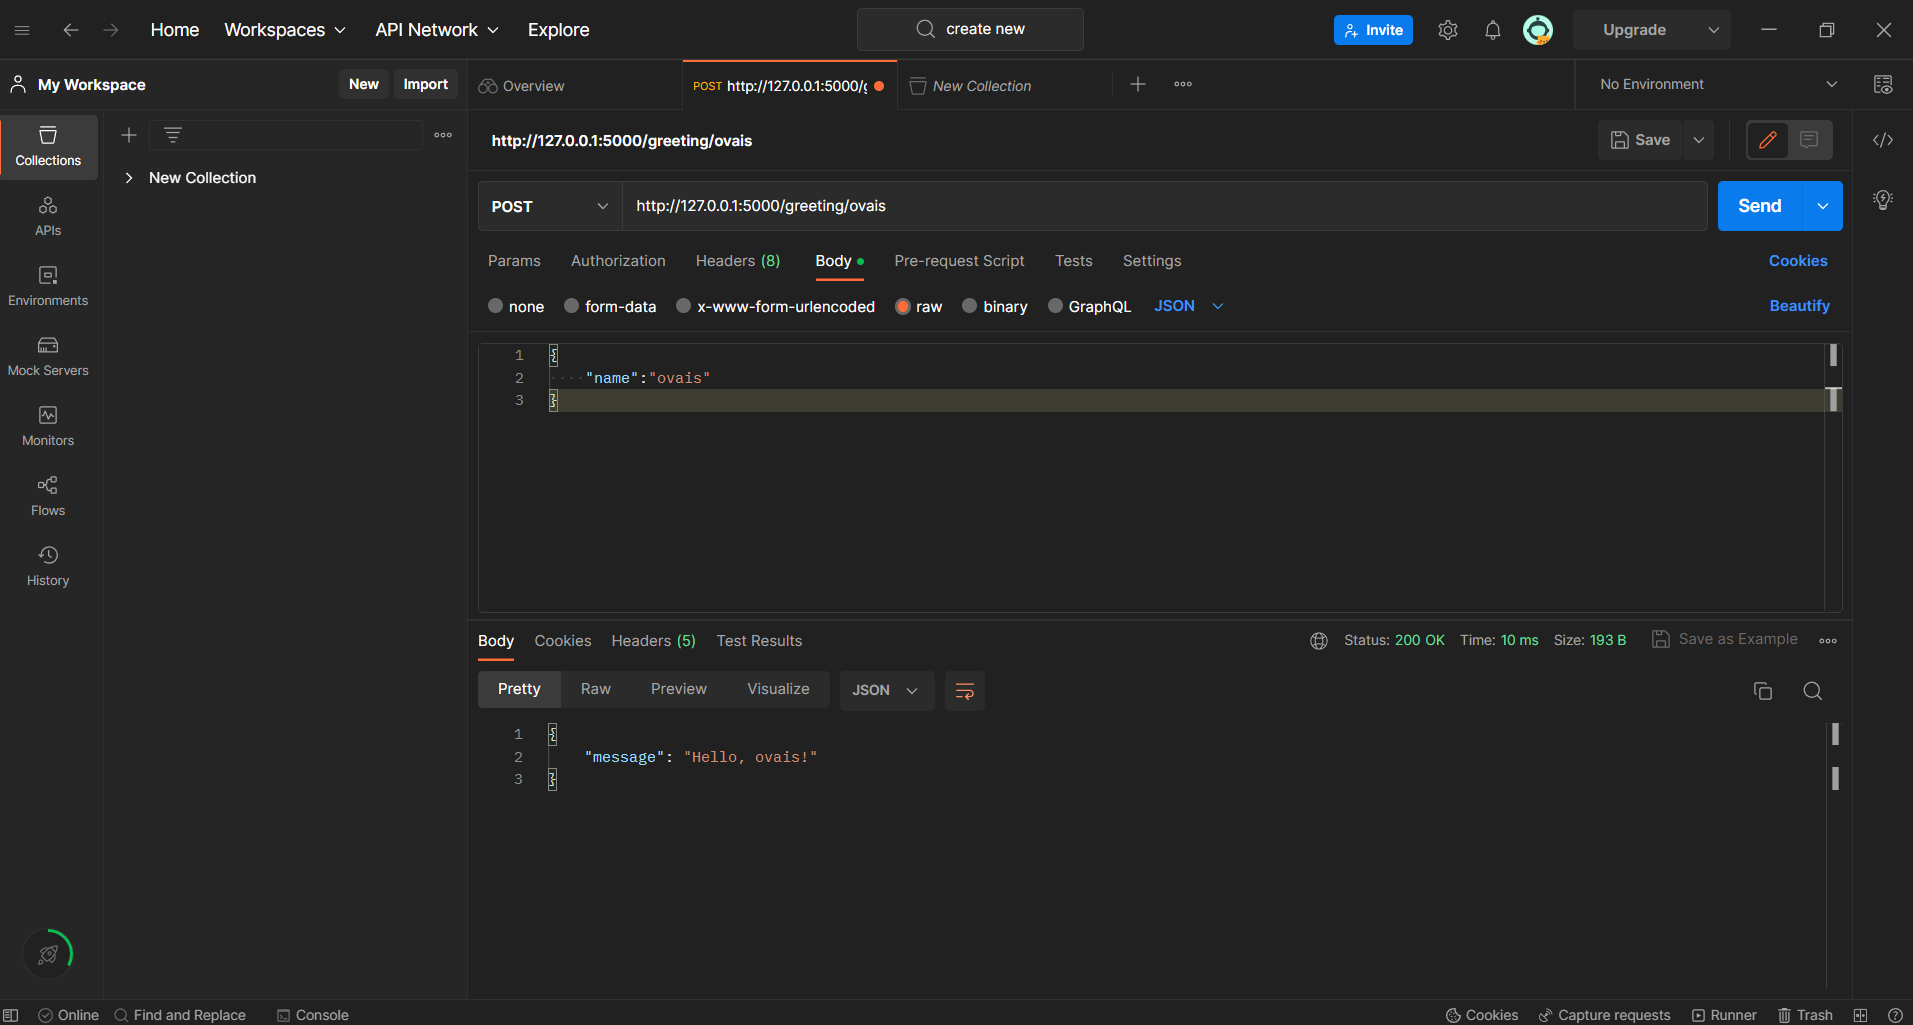 Home Workspaces API Network Explore create new Invite Upgrade
My Workspace New Import Overview POST http://127.0.0.1:5000/g New Collection No Environment
http://127.0.0.1:5000/greeting/ovais Save
Collections
New Collection
POST http://127.0.0.1:5000/greeting/ovais Send
APIs
Params Authorization Headers (8) Body Pre-request Script Tests Settings Cookies
Environments
none form-data x-www-form-urlencoded raw binary GraphQL JSON Beautify
1 {
Mock Servers
2 "name":"ovais"
3 }
Monitors
Flows
History
Body Cookies Headers (5) Test Results Status: 200 OK Time: 10 ms Size: 193 B Save as Example
Pretty Raw Preview Visualize JSON
1 {
2 "message": "Hello, ovais!"
3 }
Online Find and Replace Console Cookies Capture requests Runner Trash